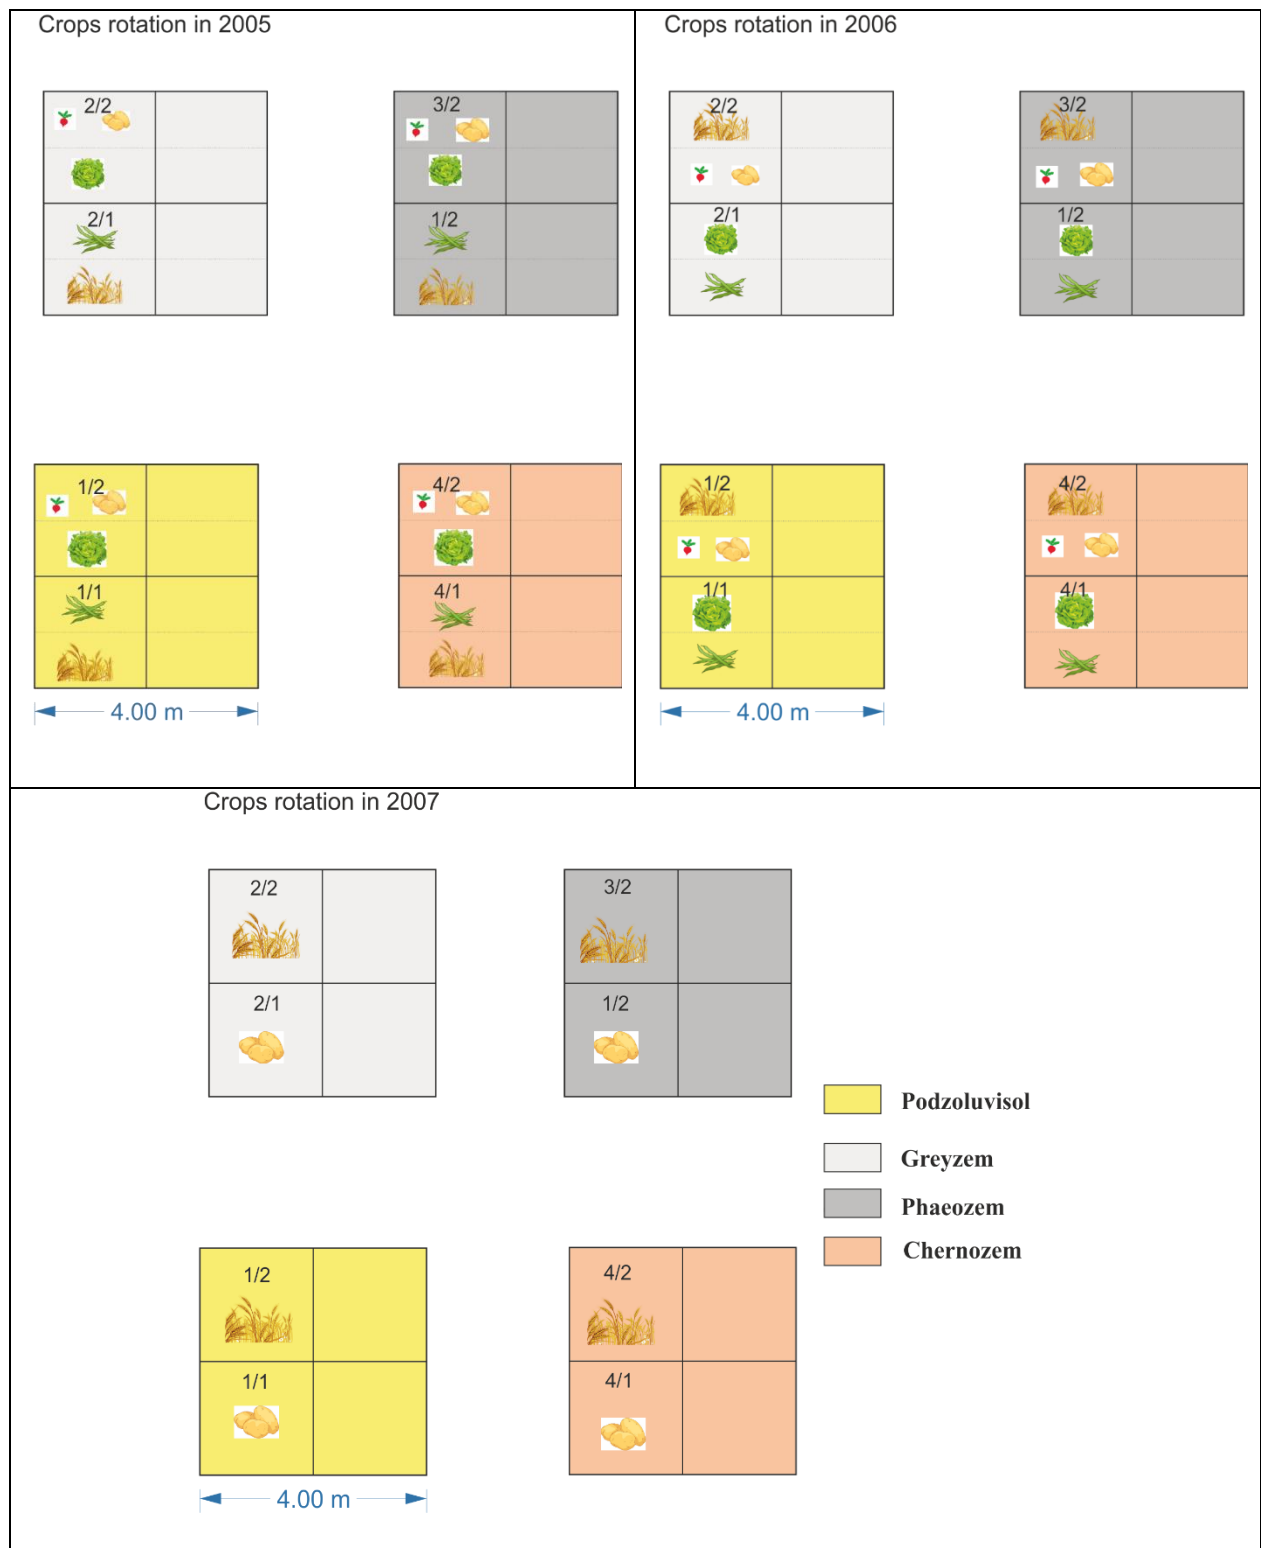 Crops rotation in 2005
2/2
3/2
2/1
1/2
1/2
4/2
1/1
4/1
4.00 m
Crops rotation in 2006
2/2
3/2
2/1
1/2
1/2
4/2
1/1
4/1
4.00 m
Crops rotation in 2007
2/2
3/2
2/1
1/2
Podzoluvisol
Greyzem
Phaeozem
Chernozem
1/2
4/2
1/1
4/1
4.00 m